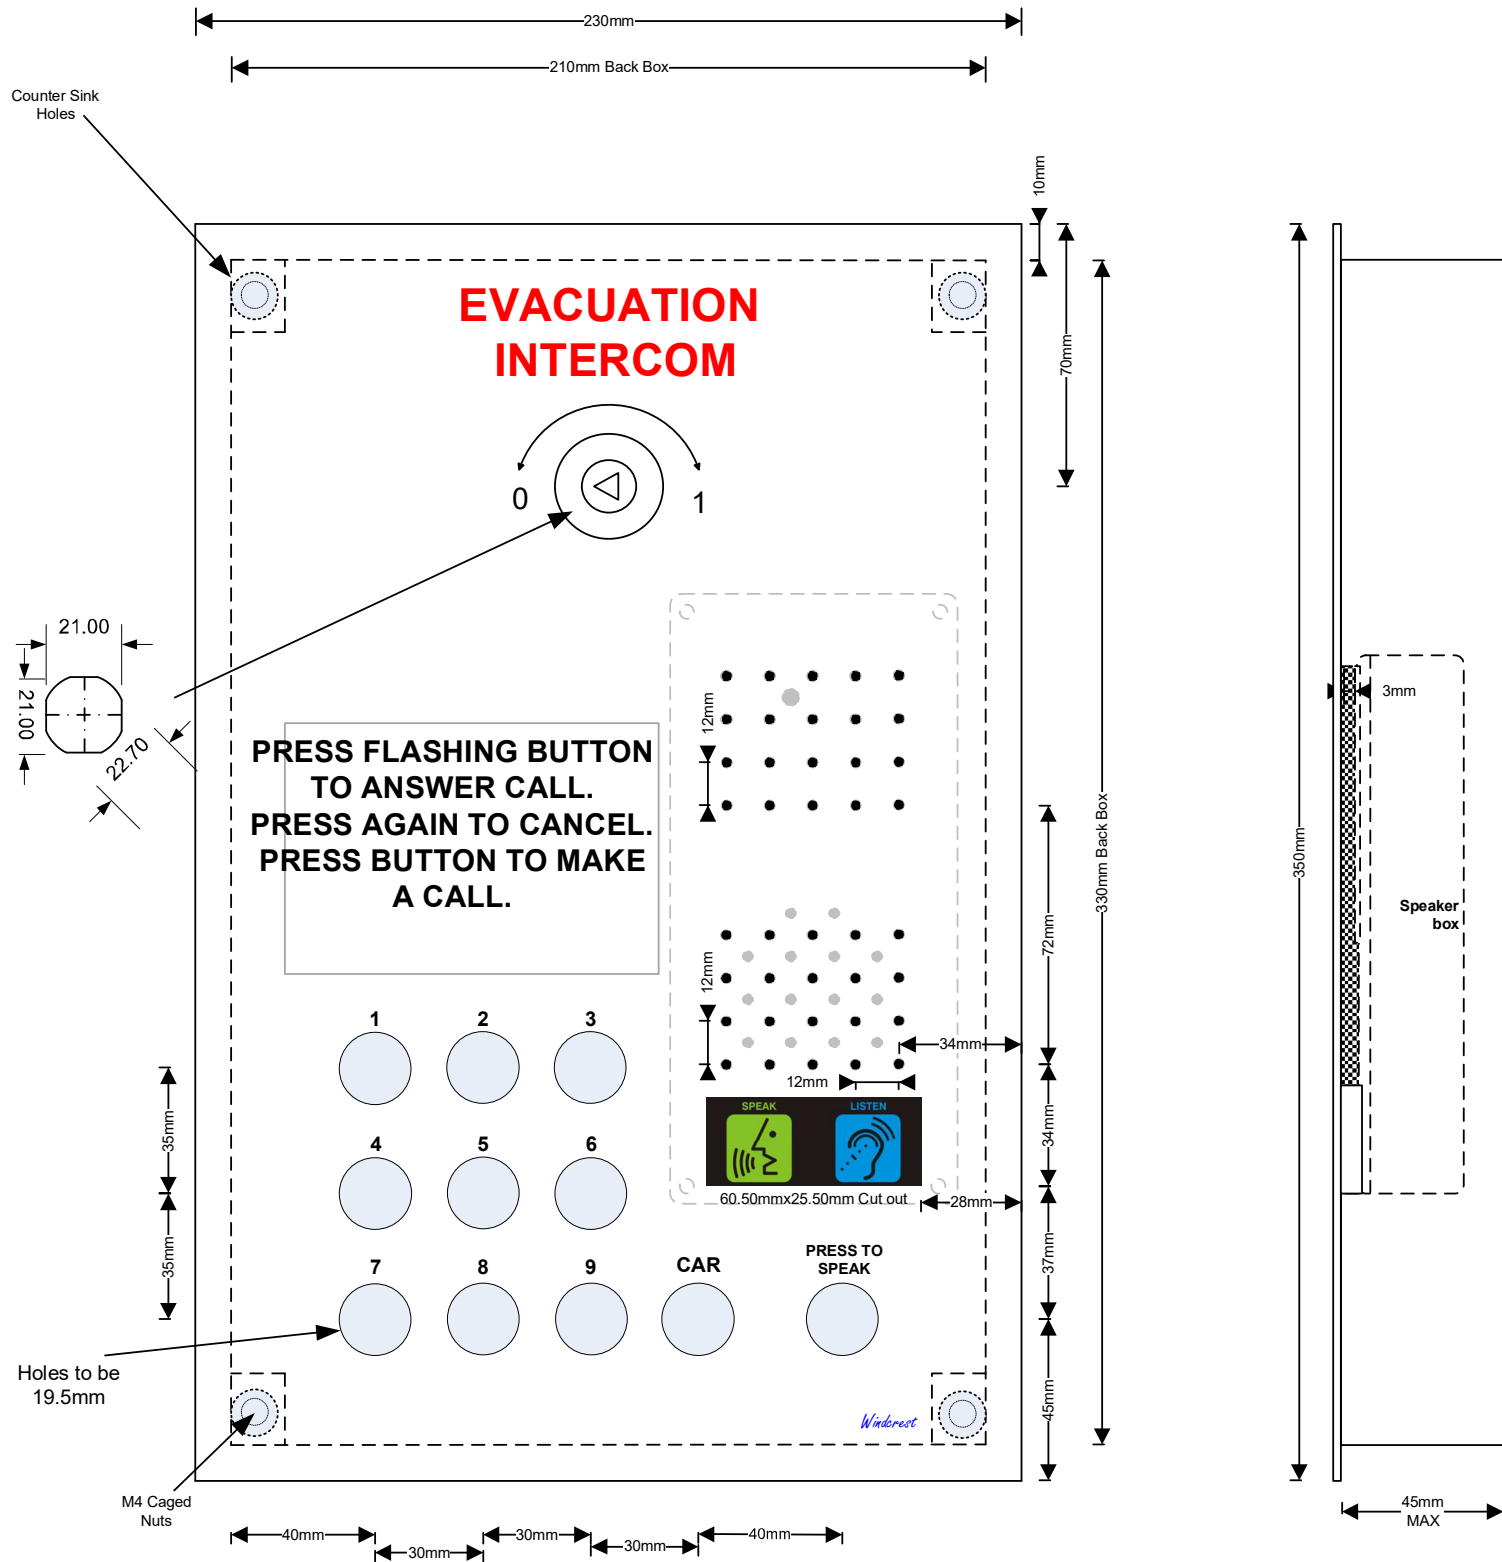 230mm
210mm Back Box
Counter Sink
Holes
10mm
70mm
EVACUATION
INTERCOM
0
1
21.00
21.00
22.70
PRESS FLASHING BUTTON
TO ANSWER CALL.
PRESS AGAIN TO CANCEL.
PRESS BUTTON TO MAKE
A CALL.
12mm
3mm
350mm
330mm Back Box
72mm
Speaker
box
12mm
34mm
12mm
1
2
3
SPEAK
LISTEN
34mm
35mm
4
5
6
60.50mmx25.50mm Cut out
28mm
35mm
37mm
7
8
9
CAR
PRESS TO
SPEAK
Holes to be
19.5mm
45mm
Windcrest
M4 Caged
Nuts
45mm
MAX
40mm
30mm
30mm
30mm
40mm